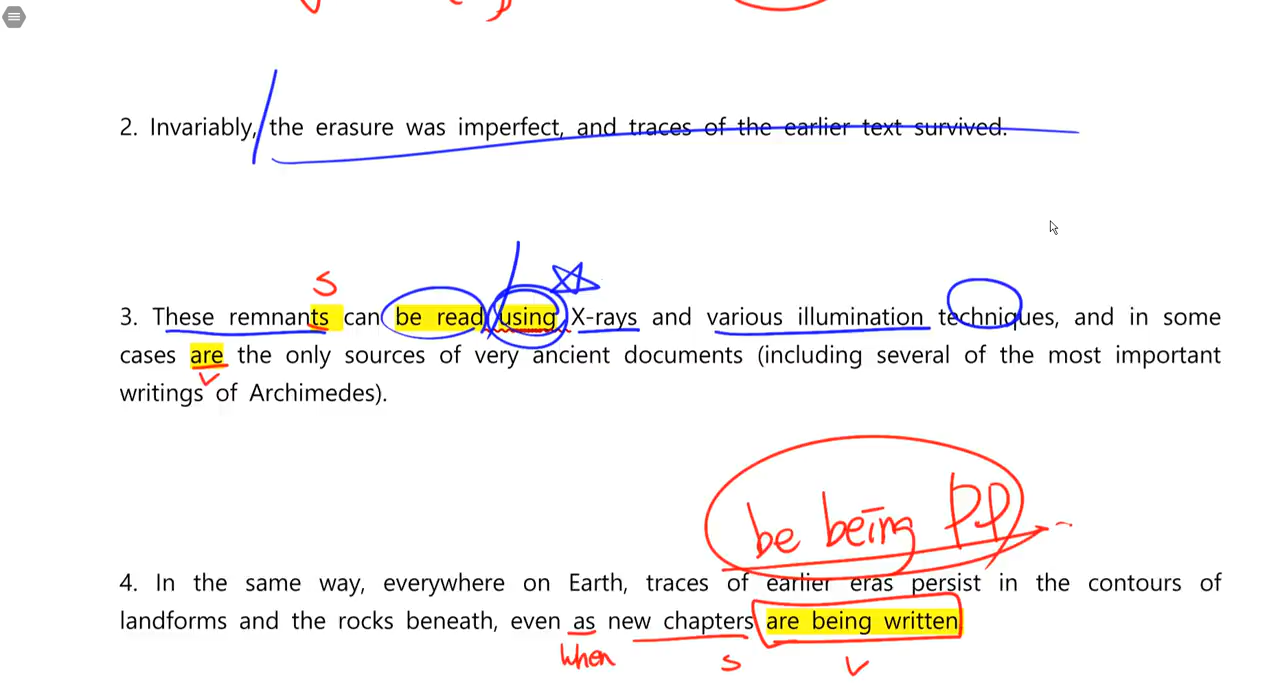 2. Invariably, the erasure was imperfect, and traces of the earlier text survived.
S
3. These remnants can be read using X-rays and various illumination techniques, and in some
cases are the only sources of very ancient documents (including several of the most important
V
writings of Archimedes).
be being PP
4. In the same way, everywhere on Earth, traces of earlier eras persist in the contours of
landforms and the rocks beneath, even as new chapters are being written
when S V